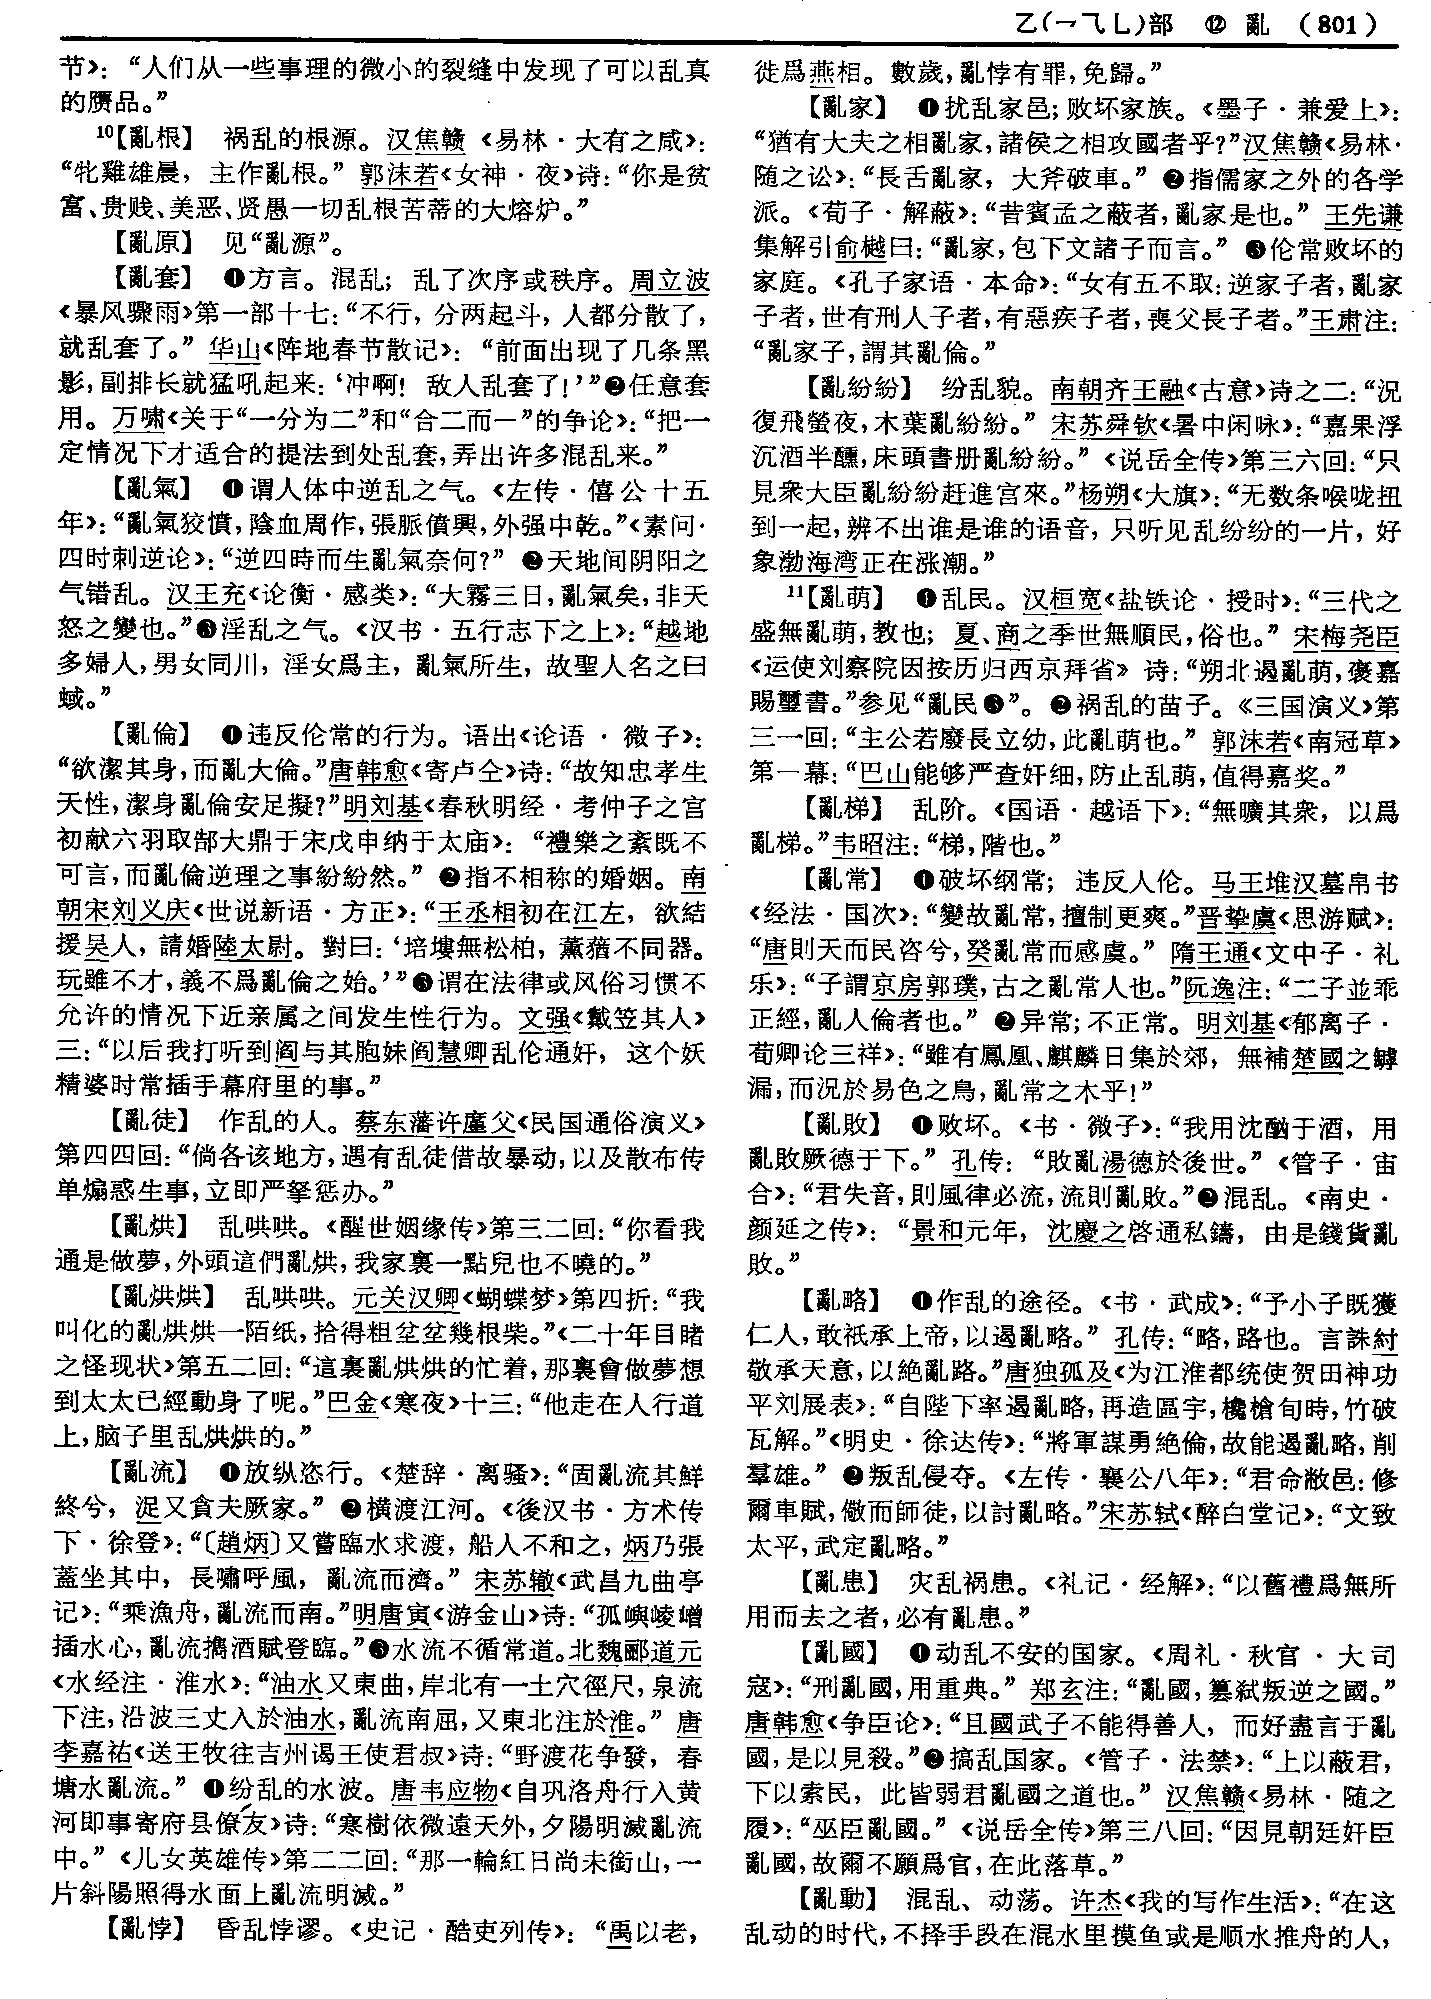 乙(㇀⺄乚)部　⑫　亂　(801)
节》：“人们从一些事理的微小的裂缝中发现了可以乱真
的赝品。”
10【亂根】　祸乱的根源。汉焦赣《易林·大有之咸》：
“牝雞雄晨，主作亂根。”郭沫若《女神·夜》诗：“你是贫
富、贵贱、美恶、贤愚一切乱根苦蒂的大熔炉。”
【亂原】　见“亂源”。
【亂套】　❶方言。混乱；乱了次序或秩序。周立波
《暴风骤雨》第一部十七：“不行，分两起斗，人都分散了，
就乱套了。”华山《阵地春节散记》：“前面出现了几条黑
影，副排长就猛吼起来：‘冲啊！敌人乱套了！’”❷任意套
用。万啸《关于“一分为二”和“合二而一”的争论》：“把一
定情况下才适合的提法到处乱套，弄出许多混乱来。”
【亂氣】　❶谓人体中逆乱之气。《左传·僖公十五
年》：“亂氣狡憤，陰血周作，張脈僨興，外强中乾。”《素问·
四时刺逆论》：“逆四時而生亂氣奈何？”❷天地间阴阳之
气错乱。汉王充《论衡·感类》：“大霧三日，亂氣矣，非天
怒之變也。”❸淫乱之气。《汉书·五行志下之上》：“越地
多婦人，男女同川，淫女爲主，亂氣所生，故聖人名之曰
蜮。”
【亂倫】　❶违反伦常的行为。语出《论语·微子》：
“欲潔其身，而亂大倫。”唐韩愈《寄卢仝》诗：“故知忠孝生
天性，潔身亂倫安足擬？”明刘基《春秋明经·考仲子之宫
初献六羽取郜大鼎于宋戊申纳于太庙》：“禮樂之紊既不
可言，而亂倫逆理之事紛紛然。”❷指不相称的婚姻。南
朝宋刘义庆《世说新语·方正》：“王丞相初在江左，欲結
援吴人，請婚陸太尉。對曰：‘培塿無松柏，薰蕕不同器。
玩雖不才，義不爲亂倫之始。’”❸谓在法律或风俗习惯不
允许的情况下近亲属之间发生性行为。文强《戴笠其人》
三：“以后我打听到阎与其胞妹阎慧卿乱伦通奸，这个妖
精婆时常插手幕府里的事。”
【亂徒】　作乱的人。蔡东藩许廑父《民国通俗演义》
第四四回：“倘各该地方，遇有乱徒借故暴动，以及散布传
单煽惑生事，立即严拏惩办。”
【亂烘】　乱哄哄。《醒世姻缘传》第三二回：“你看我
通是做夢，外頭這們亂烘，我家裏一點兒也不曉的。”
【亂烘烘】　乱哄哄。元关汉卿《蝴蝶梦》第四折：“我
叫化的亂烘烘一陌纸，拾得粗坌坌幾根柴。”《二十年目睹
之怪现状》第五二回：“這裏亂烘烘的忙着，那裏會做夢想
到太太已經動身了呢。”巴金《寒夜》十三：“他走在人行道
上，脑子里乱烘烘的。”
【亂流】　❶放纵恣行。《楚辞·离骚》：“固亂流其鮮
終兮，浞又貪夫厥家。”❷横渡江河。《後汉书·方术传
下·徐登》：“〔趙炳〕又嘗臨水求渡，船人不和之，炳乃張
蓋坐其中，長嘯呼風，亂流而濟。”宋苏辙《武昌九曲亭
记》：“乘漁舟，亂流而南。”明唐寅《游金山》诗：“孤嶼崚嶒
插水心，亂流擕酒賦登臨。”❸水流不循常道。北魏郦道元
《水经注·淮水》：“油水又東曲，岸北有一土穴徑尺，泉流
下注，沿波三丈入於油水，亂流南屈，又東北注於淮。”唐
李嘉祐《送王牧往吉州谒王使君叔》诗：“野渡花争發，春
塘水亂流。”❹纷乱的水波。唐韦应物《自巩洛舟行入黄
河即事寄府县僚友》诗：“寒樹依微遠天外，夕陽明滅亂流
中。”《儿女英雄传》第二二回：“那一輪紅日尚未銜山，一
片斜陽照得水面上亂流明滅。”
【亂悖】　昏乱悖谬。《史记·酷吏列传》：“禹以老，
徙爲燕相。數歲，亂悖有罪，免歸。”
【亂家】　❶扰乱家邑；败坏家族。《墨子·兼爱上》：
“猶有大夫之相亂家，諸侯之相攻國者乎？”汉焦赣《易林·
随之讼》：“長舌亂家，大斧破車。”❷指儒家之外的各学
派。《荀子·解蔽》：“昔賓孟之蔽者，亂家是也。”王先谦
集解引俞樾曰：“亂家，包下文諸子而言。”❸伦常败坏的
家庭。《孔子家语·本命》：“女有五不取：逆家子者，亂家
子者，世有刑人子者，有惡疾子者，喪父長子者。”王肃注：
“亂家子，謂其亂倫。”
【亂紛紛】　纷乱貌。南朝齐王融《古意》诗之二：“況
復飛螢夜，木葉亂紛紛。”宋苏舜钦《暑中闲咏》：“嘉果浮
沉酒半醺，床頭書册亂紛紛。”《说岳全传》第三六回：“只
見衆大臣亂紛紛赶進宫來。”杨朔《大旗》：“无数条喉咙扭
到一起，辨不出谁是谁的语音，只听见乱纷纷的一片，好
象渤海湾正在涨潮。”
11【亂萌】　❶乱民。汉桓宽《盐铁论·授时》：“三代之
盛無亂萌，教也；夏、商之季世無順民，俗也。”宋梅尧臣
《运使刘察院因按历归西京拜省》诗：“朔北遏亂萌，褒嘉
賜璽書。”参见“亂民❸”。❷祸乱的苗子。《三国演义》第
三一回：“主公若廢長立幼，此亂萌也。”郭沫若《南冠草》
第一幕：“巴山能够严查奸细，防止乱萌，值得嘉奖。”
【亂梯】　乱阶。《国语·越语下》：“無曠其衆，以爲
亂梯。”韦昭注：“梯，階也。”
【亂常】　❶破坏纲常；违反人伦。马王堆汉墓帛书
《经法·国次》：“變故亂常，擅制更爽。”晋挚虞《思游赋》：
“唐則天而民咨兮，癸亂常而感虞。”隋王通《文中子·礼
乐》：“子謂京房郭璞，古之亂常人也。”阮逸注：“二子並乖
正經，亂人倫者也。”❷异常；不正常。明刘基《郁离子·
荀卿论三祥》：“雖有鳳凰、麒麟日集於郊，無補楚國之罅
漏，而況於易色之鳥，亂常之木乎！”
【亂敗】　❶败坏。《书·微子》：“我用沈酗于酒，用
亂敗厥德于下。”孔传：“敗亂湯德於後世。”《管子·宙
合》：“君失音，則風律必流，流則亂敗。”❷混乱。《南史·
颜延之传》：“景和元年，沈慶之啓通私鑄，由是錢貨亂
敗。”
【亂略】　❶作乱的途径。《书·武成》：“予小子既獲
仁人，敢祇承上帝，以遏亂略。”孔传：“略，路也。言誅紂
敬承天意，以絶亂路。”唐独孤及《为江淮都统使贺田神功
平刘展表》：“自陛下率遏亂略，再造區宇，欃槍旬時，竹破
瓦解。”《明史·徐达传》：“將軍謀勇絶倫，故能遏亂略，削
羣雄。”❷叛乱侵夺。《左传·襄公八年》：“君命敝邑：修
爾車賦，儆而師徒，以討亂略。”宋苏轼《醉白堂记》：“文致
太平，武定亂略。”
【亂患】　灾乱祸患。《礼记·经解》：“以舊禮爲無所
用而去之者，必有亂患。”
【亂國】　❶动乱不安的国家。《周礼·秋官·大司
寇》：“刑亂國，用重典。”郑玄注：“亂國，篡弑叛逆之國。”
唐韩愈《争臣论》：“且國武子不能得善人，而好盡言于亂
國，是以見殺。”❷搞乱国家。《管子·法禁》：“上以蔽君，
下以索民，此皆弱君亂國之道也。”汉焦赣《易林·随之
履》：“巫臣亂國。”《说岳全传》第三八回：“因見朝廷奸臣
亂國，故爾不願爲官，在此落草。”
【亂動】　混乱、动荡。许杰《我的写作生活》：“在这
乱动的时代，不择手段在混水里摸鱼或是顺水推舟的人，